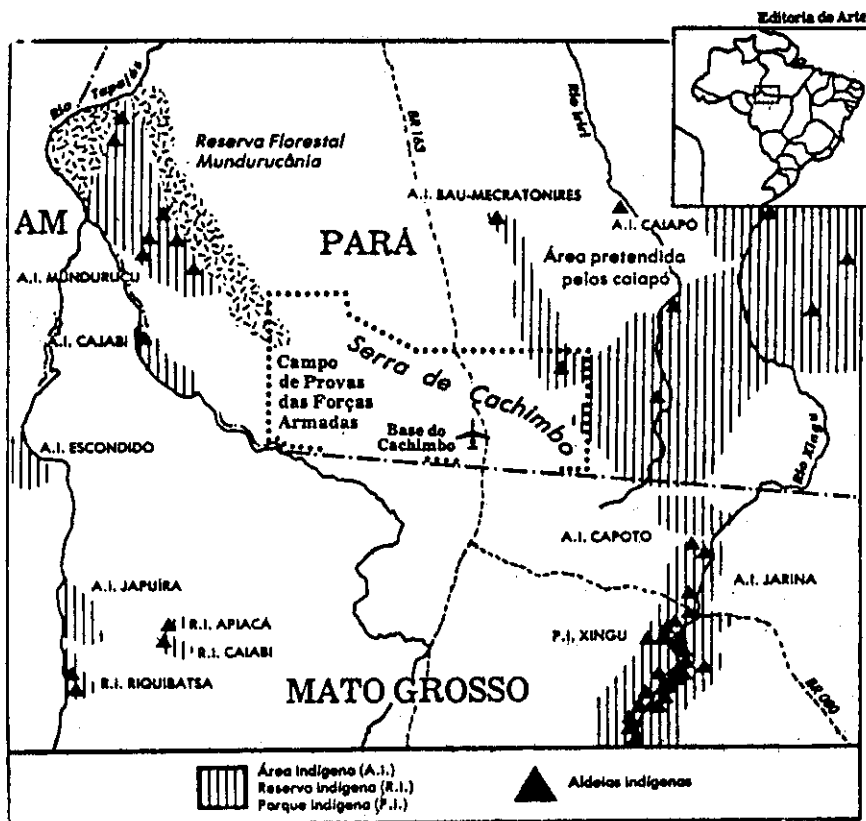 Editoria de Arte
Rio Tapajós
Reserva Florestal
Mundurucânia
BR 163
Rio Iriri
A.I. BAU-MECRATONIRES
A.I. CAIAPÓ
AM
PARÁ
Área pretendida
pelos caiapó
A.I. MUNDURUCU
A.I. CAJABI
Serra de Cachimbo
Campo
de Provas
das Forças
Armadas
Base do
Cachimbo
A.I. ESCONDIDO
Rio Xingu
A.I. CAPOTO
A.I. JAPUÍRA
A.I. JARINA
R.I. APIACÁ
P.I. XINGU
R.I. CAIABI
R.I. RIQUIBATSA
MATO GROSSO
BR 080
Área Indígena (A.I.)
Reserva Indígena (R.I.)
Parque Indígena (P.I.)
Aldeias indígenas